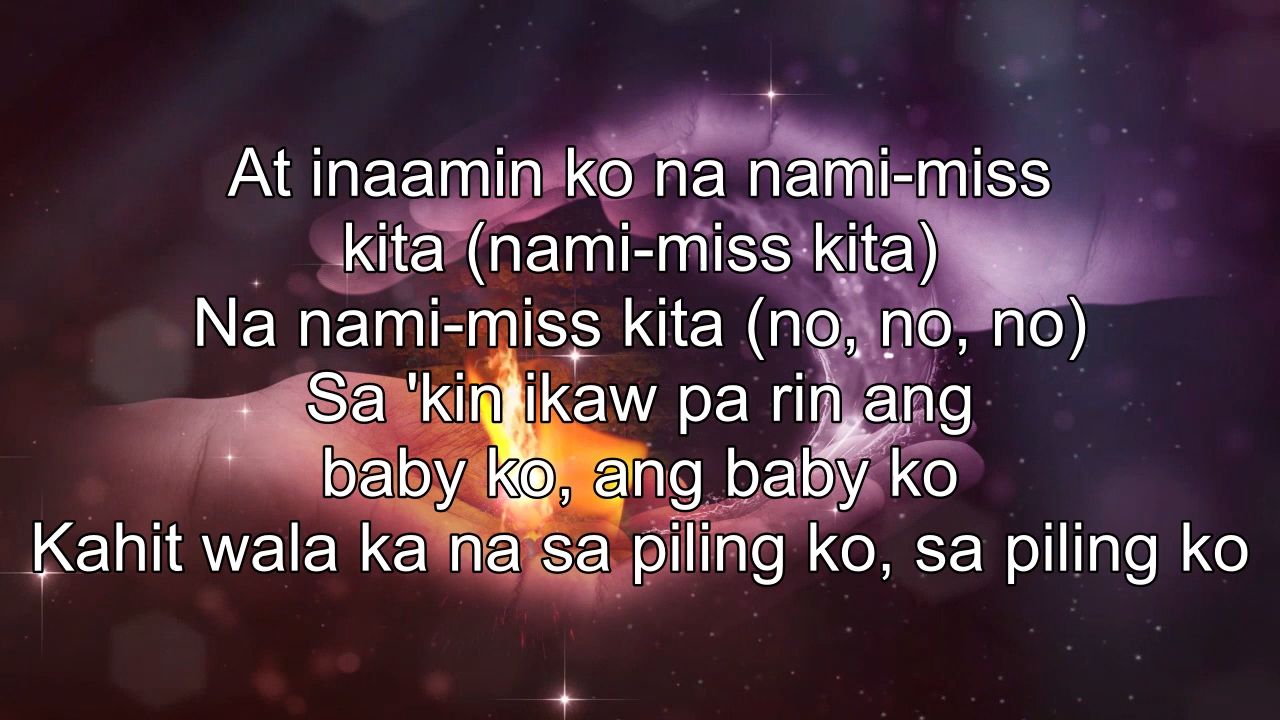 At inaamin ko na nami-miss
kita (nami-miss kita)
Na nami-miss kita (no, no, no)
Sa 'kin ikaw pa rin ang
baby ko, ang baby ko
Kahit wala ka na sa piling ko, sa piling ko